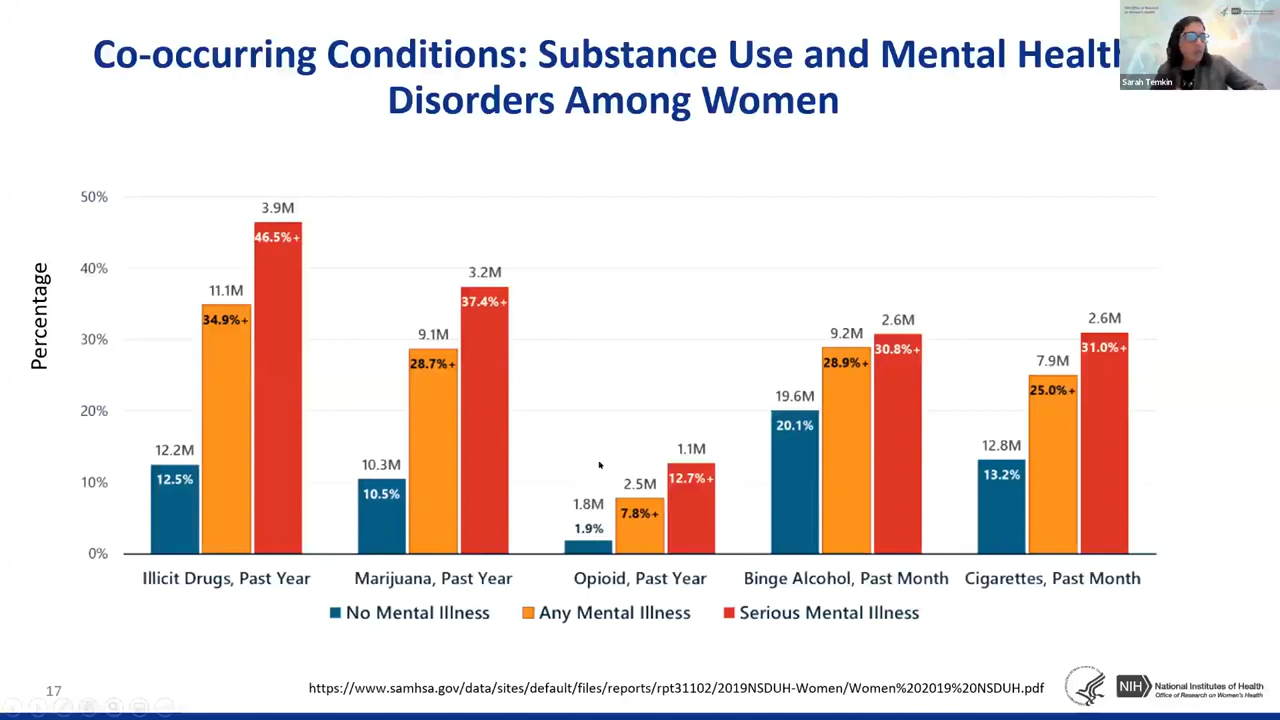 Co-occurring Conditions: Substance Use and Mental Health
Disorders Among Women
Sarah Temkin
Percentage
50%
40%
30%
20%
10%
0%
12.2M
12.5%
11.1M
34.9%+
3.9M
46.5%+
10.3M
10.5%
9.1M
28.7%+
3.2M
37.4%+
1.8M
1.9%
2.5M
7.8%+
1.1M
12.7%+
19.6M
20.1%
9.2M
28.9%+
2.6M
30.8%+
12.8M
13.2%
7.9M
25.0%+
2.6M
31.0%+
Illicit Drugs, Past Year
Marijuana, Past Year
Opioid, Past Year
Binge Alcohol, Past Month
Cigarettes, Past Month
No Mental Illness
Any Mental Illness
Serious Mental Illness
17
https://www.samhsa.gov/data/sites/default/files/reports/rpt31102/2019NSDUH-Women/Women%202019%20NSDUH.pdf
NIH
National Institutes of Health
Office of Research on Women's Health